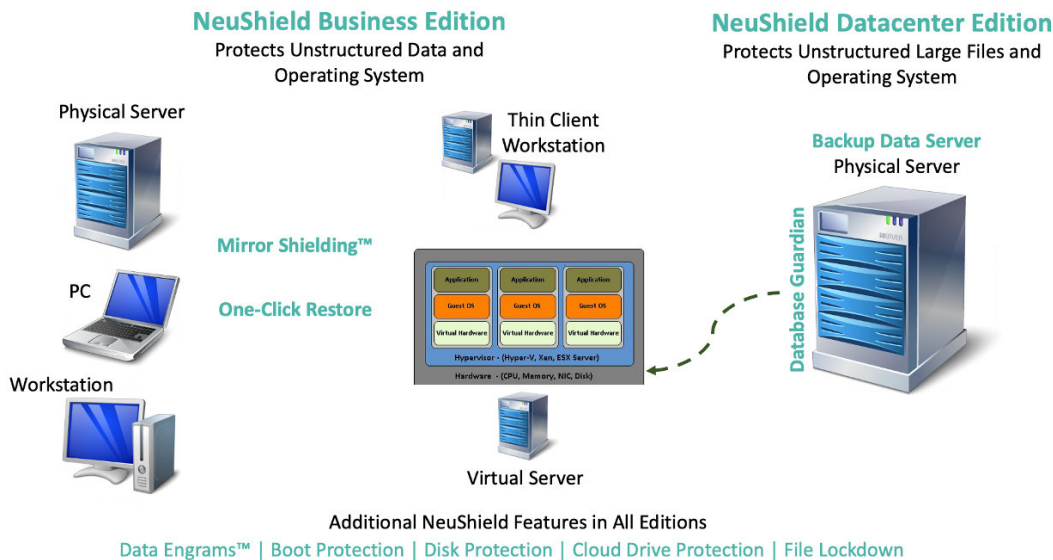 NeuShield Business Edition
Protects Unstructured Data and
Operating System
NeuShield Datacenter Edition
Protects Unstructured Large Files and
Operating System
Physical Server
Thin Client
Workstation
Backup Data Server
Physical Server
Database Guardian
Mirror Shielding™
PC
One-Click Restore
Application Application Application
Guest OS Guest OS Guest OS
Virtual Hardware Virtual Hardware Virtual Hardware
Hypervisor - (Hyper-V, Xen, ESX Server)
Hardware - (CPU, Memory, NIC, Disk)
Workstation
Virtual Server
Additional NeuShield Features in All Editions
Data Engrams™ | Boot Protection | Disk Protection | Cloud Drive Protection | File Lockdown